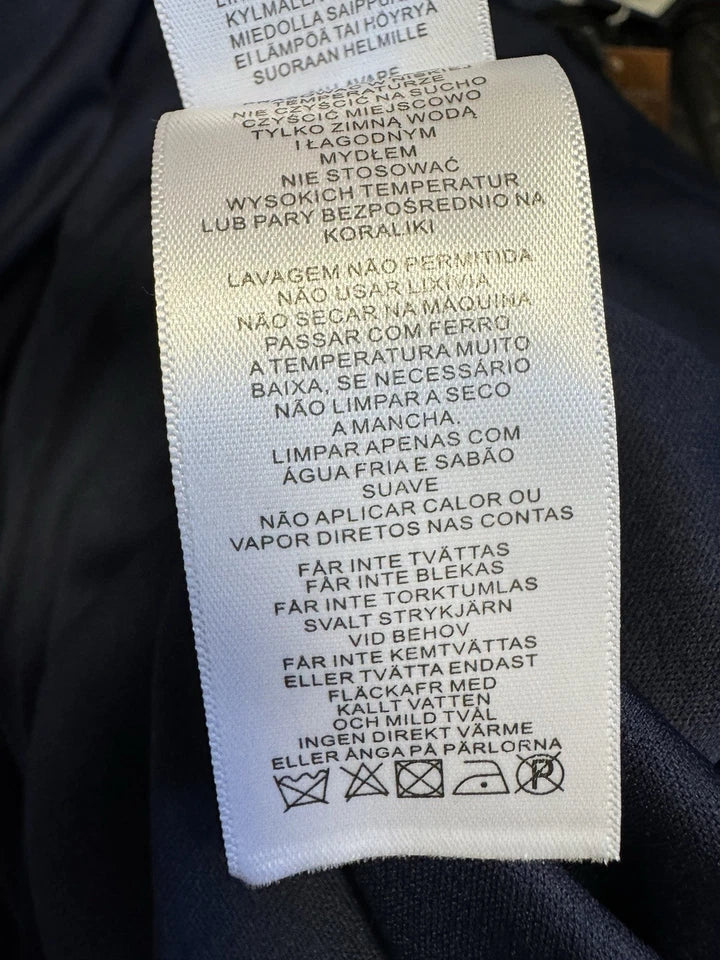 KYLMÄLLÄ
MIEDOLLA SAIPPU
EI LÄMPÖÄ TAI HÖYRYÄ
SUORAAN HELMILLE
TEMPERATURZE
NIE CZYŚCIĆ NA SUCHO
CZYŚCIĆ MIEJSCOWO
TYLKO ZIMNĄ WODĄ
I ŁAGODNYM
MYDŁEM
NIE STOSOWAĆ
WYSOKICH TEMPERATUR
LUB PARY BEZPOŚREDNIO NA
KORALIKI
LAVAGEM NÃO PERMITIDA
NÃO USAR LIXÍVIA
NÃO SECAR NA MÁQUINA
PASSAR COM FERRO
A TEMPERATURA MUITO
BAIXA, SE NECESSÁRIO
NÃO LIMPAR A SECO
A MANCHA.
LIMPAR APENAS COM
ÁGUA FRIA E SABÃO
SUAVE
NÃO APLICAR CALOR OU
VAPOR DIRETOS NAS CONTAS
FÅR INTE TVÄTTAS
FÅR INTE BLEKAS
FÅR INTE TORKTUMLAS
SVALT STRYKJÄRN
VID BEHOV
FÅR INTE KEMTVÄTTAS
ELLER TVÄTTA ENDAST
FLÄCKAFR MED
KALLT VATTEN
OCH MILD TVÅL
INGEN DIREKT VÄRME
ELLER ÅNGA PÅ PÄRLORNA
P